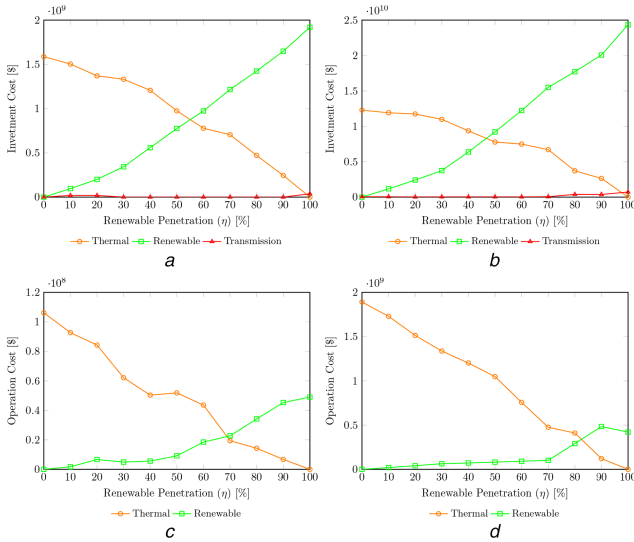 ·10^9
2
1.5
1
0.5
0
Invetment Cost [$]
0 10 20 30 40 50 60 70 80 90 100
Renewable Penetration (η) [%]
Thermal Renewable Transmission
a
·10^10
2.5
2
1.5
1
0.5
0
Invetment Cost [$]
0 10 20 30 40 50 60 70 80 90 100
Renewable Penetration (η) [%]
Thermal Renewable Transmission
b
·10^8
1.2
1
0.8
0.6
0.4
0.2
0
Operation Cost [$]
0 10 20 30 40 50 60 70 80 90 100
Renewable Penetration (η) [%]
Thermal Renewable
c
·10^9
2
1.5
1
0.5
0
Operation Cost [$]
0 10 20 30 40 50 60 70 80 90 100
Renewable Penetration (η) [%]
Thermal Renewable
d